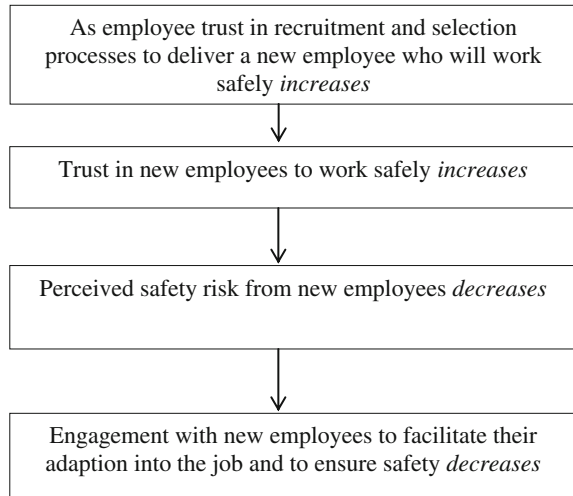 As employee trust in recruitment and selection
processes to deliver a new employee who will work
safely increases
Trust in new employees to work safely increases
Perceived safety risk from new employees decreases
Engagement with new employees to facilitate their
adaption into the job and to ensure safety decreases